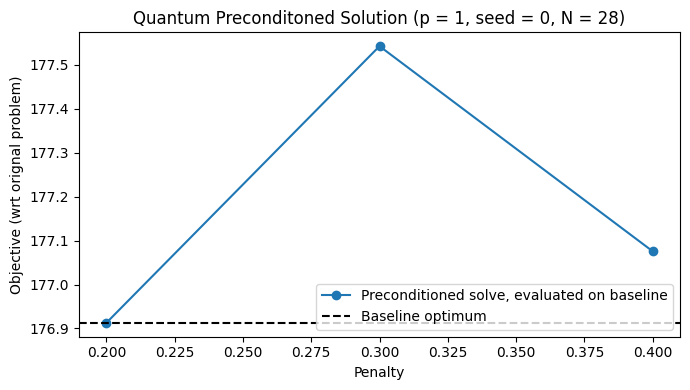 Quantum Preconditoned Solution (p = 1, seed = 0, N = 28)
Objective (wrt orignal problem)
177.5
177.4
177.3
177.2
177.1
177.0
176.9
Preconditioned solve, evaluated on baseline
Baseline optimum
0.200 0.225 0.250 0.275 0.300 0.325 0.350 0.375 0.400
Penalty